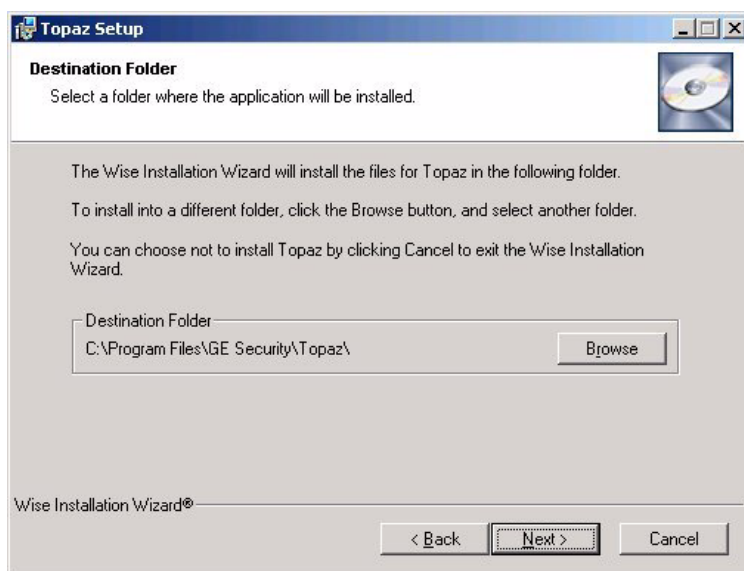 Topaz Setup
Destination Folder
Select a folder where the application will be installed.
The Wise Installation Wizard will install the files for Topaz in the following folder.
To install into a different folder, click the Browse button, and select another folder.
You can choose not to install Topaz by clicking Cancel to exit the Wise Installation
Wizard.
Destination Folder
C:\Program Files\GE Security\Topaz\
Browse
Wise Installation Wizard®
< Back
Next >
Cancel